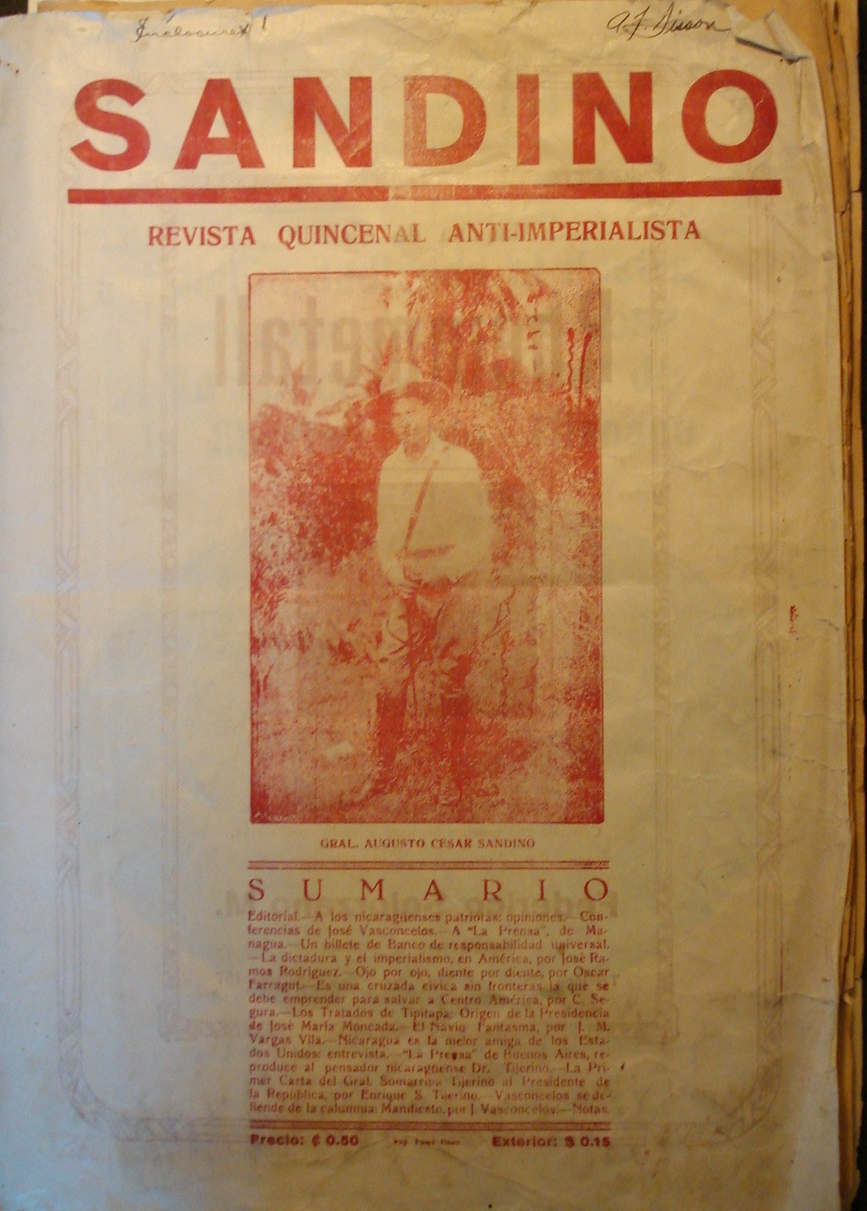 SANDINO
REVISTA QUINCENAL ANTI-IMPERIALISTA
GRAL. AUGUSTO CESAR SANDINO
SUMARIO
Editorial.— A los nicaragüenses patriotas: opiniones.— Con-
ferencias de José Vasconcelos.— A "La Prensa", de Ma-
nagua.— Un billete de Banco de responsabilidad universal.
—La dictadura y el imperialismo, en América, por José Ra-
mos Rodríguez.— Ojo por ojo, diente por diente, por Oscar
Farragut.— Es una cruzada cívica sin fronteras la que se
debe emprender para salvar a Centro América, por C. Se-
gura.—Los Tratados de Tipitapa: Origen de la Presidencia
de José María Moncada.— El Navío Fantasma, por J. M.
Vargas Vila.—Nicaragua es la mejor amiga de los Esta-
dos Unidos: entrevista.—"La Prensa" de Buenos Aires, re-
produce al pensador nicaragüense Dr. Tijerino.—La Pri-
mer Carta del Gral. Somarriba Tijerino al Presidente de
la República, por Enrique S. Tijerino.—Vasconcelos se de-
fiende de la calumnia: Manifiesto, por J. Vasconcelos.—Notas.
Precio: ₡ 0.50
Exterior: $ 0.15